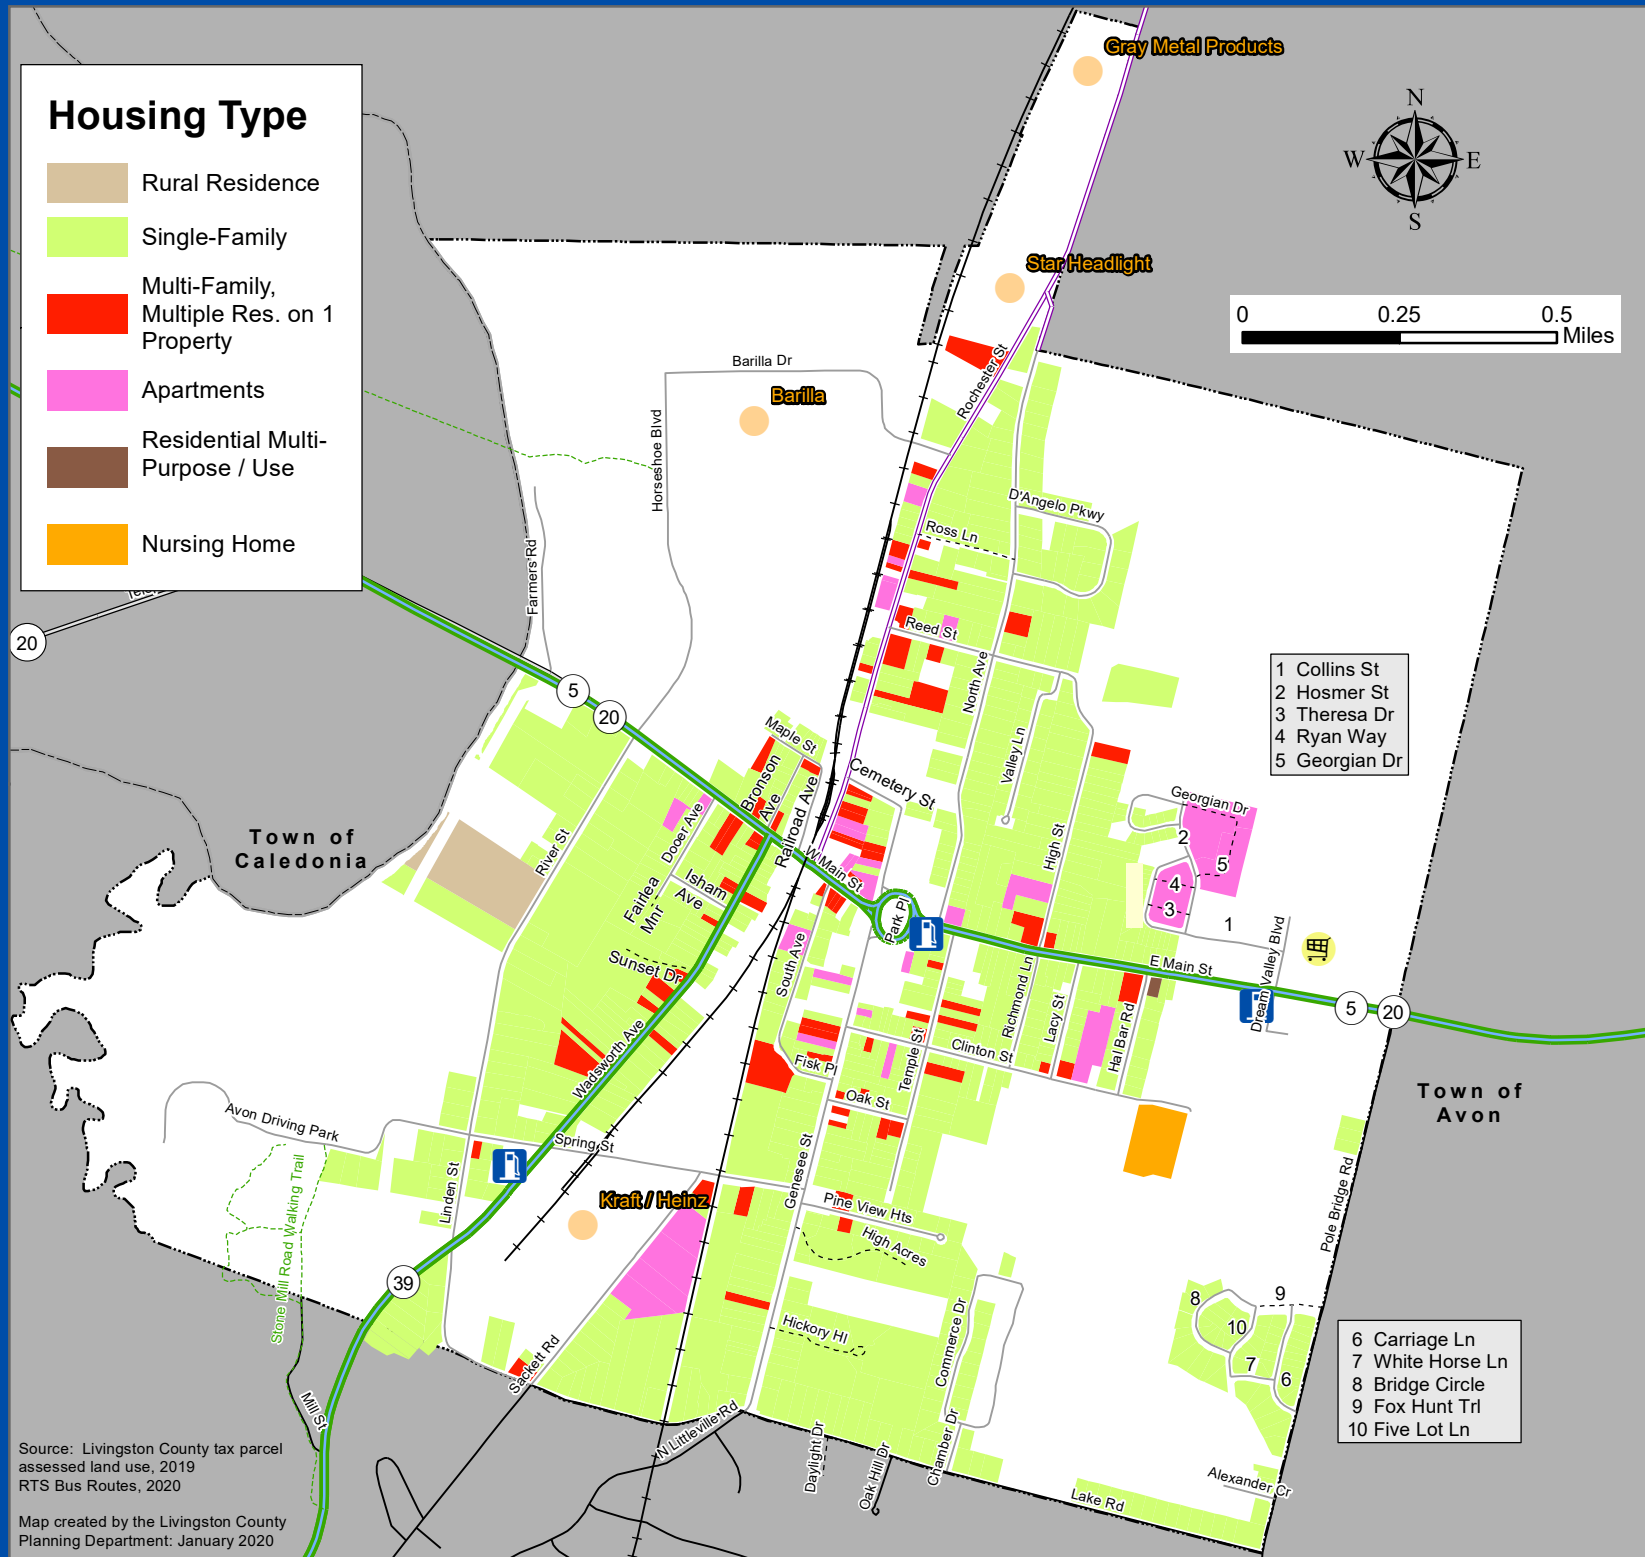 Housing Type
Rural Residence
Single-Family
Multi-Family,
Multiple Res. on 1
Property
Apartments
Residential Multi-
Purpose / Use
Nursing Home
Gray Metal Products
N
W E
S
Star Headlight
0 0.25 0.5
Miles
Rochester St
Barilla Dr
Barilla
Horseshoe Blvd
D'Angelo Pkwy
Ross Ln
Farmers Rd
20
Reed St
North Ave
5
20
1 Collins St
2 Hosmer St
3 Theresa Dr
4 Ryan Way
5 Georgian Dr
Maple St
Bronson
Ave
Railroad Ave
Cemetery St
Valley Ln
Georgian Dr
2
5
4
3
1
Town of
Caledonia
River St
Dooer Ave
W Main St
High St
Fairlea
Mnr
Isham
Ave
Park Pl
Dream Valley Blvd
Sunset Dr
South Ave
E Main St
5
20
Richmond Ln
Lacy St
Hal Bar Rd
Wadsworth Ave
Temple St
Clinton St
Fisk Pl
Oak St
Town of
Avon
Avon Driving Park
Spring St
Linden St
Genesee St
Stone Mill Road Walking Trail
Kraft / Heinz
Pine View Hts
High Acres
Pole Bridge Rd
39
8
9
10
7
6
Hickory Hl
Commerce Dr
Sackett Rd
6 Carriage Ln
7 White Horse Ln
8 Bridge Circle
9 Fox Hunt Trl
10 Five Lot Ln
Mill St
N Littleville Rd
Daylight Dr
Oak Hill Dr
Chamber Dr
Lake Rd
Alexander Cr
Source: Livingston County tax parcel
assessed land use, 2019
RTS Bus Routes, 2020
Map created by the Livingston County
Planning Department: January 2020